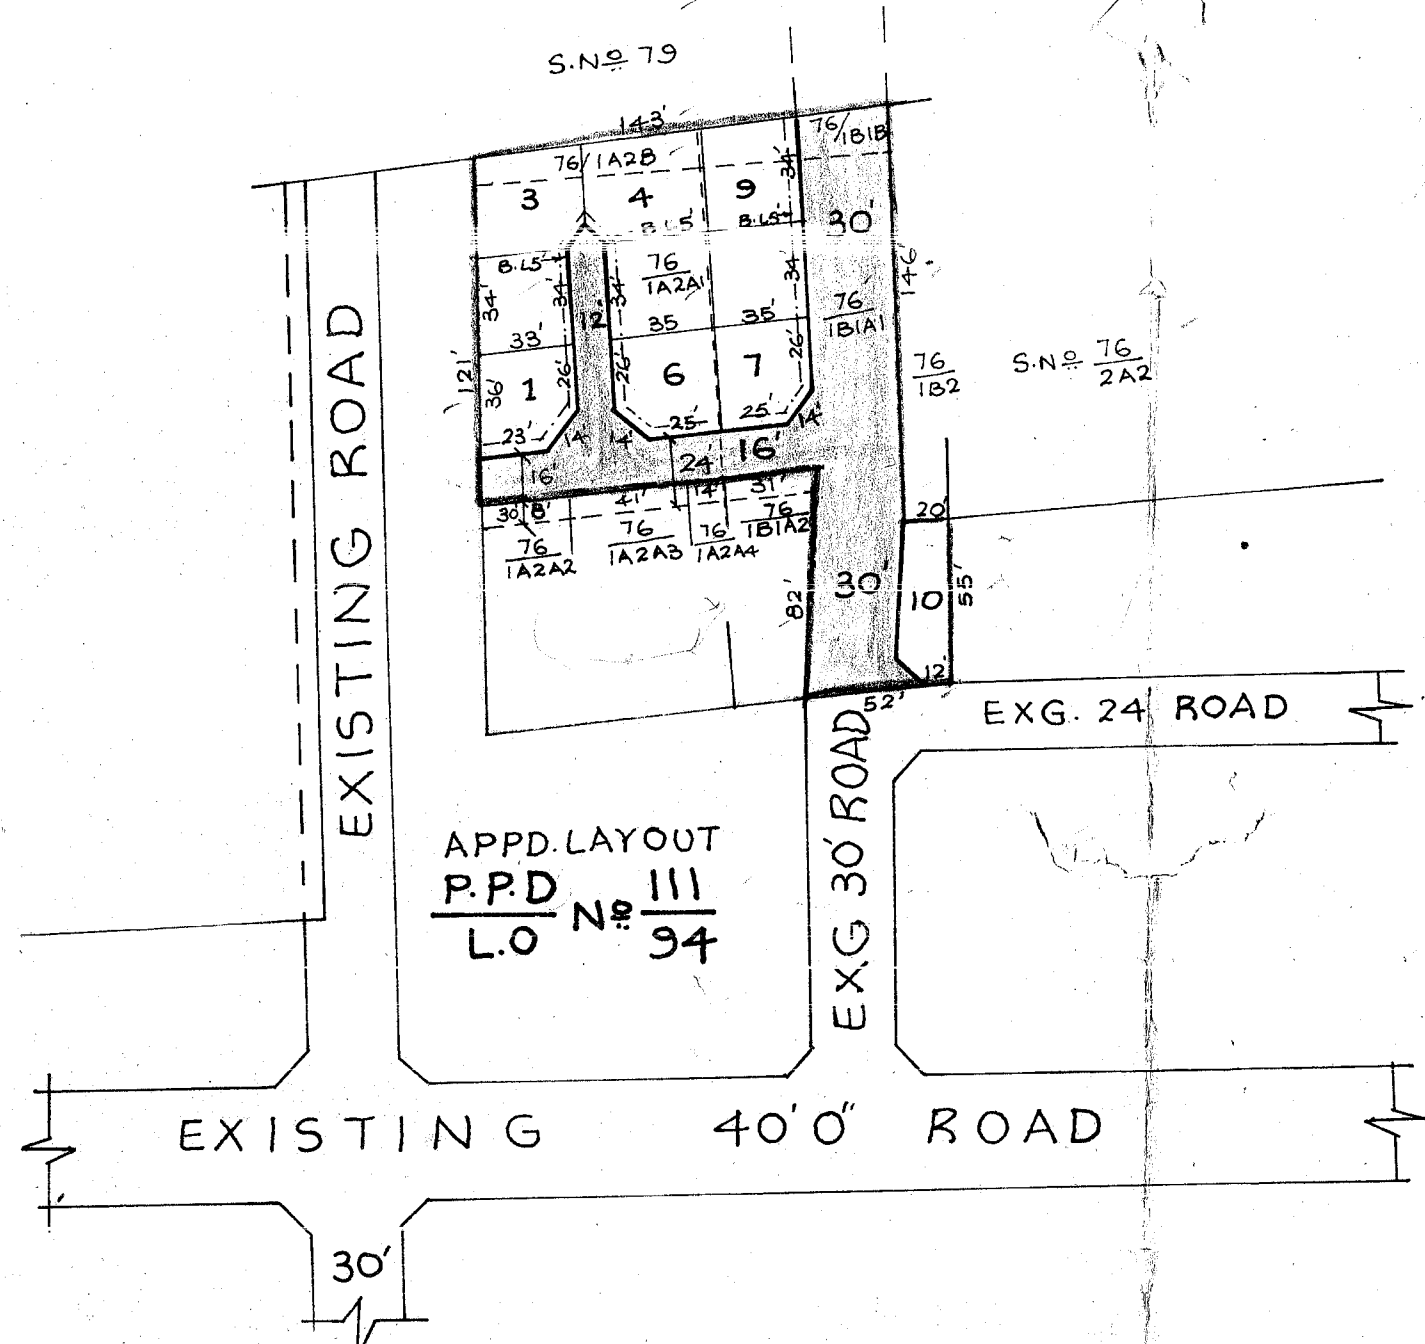 S.Nº 79
143'
76/1A2B
76/1B1B
3
4
9
34'
30'
B.L5'
B.L5'
B.L5'
146'
34'
34'
12'
34'
76/1A2A1
34'
76/1B1A1
33'
35
35'
121'
36'
1
26'
26'
6
7
26'
76/1B2
S.Nº 76/2A2
23'
14'
14'
25'
25'
14'
16'
24'
16'
30
8'
41'
14'
31'
20'
76/1A2A2
76/1A2A3
76/1A2A4
76/1B1A2
82'
30'
10
55'
12'
52'
EXISTING ROAD
EXG. 24 ROAD
EXG 30' ROAD
APPD. LAYOUT
P.P.D/L.O Nº 111/94
EXISTING 40'0" ROAD
30'